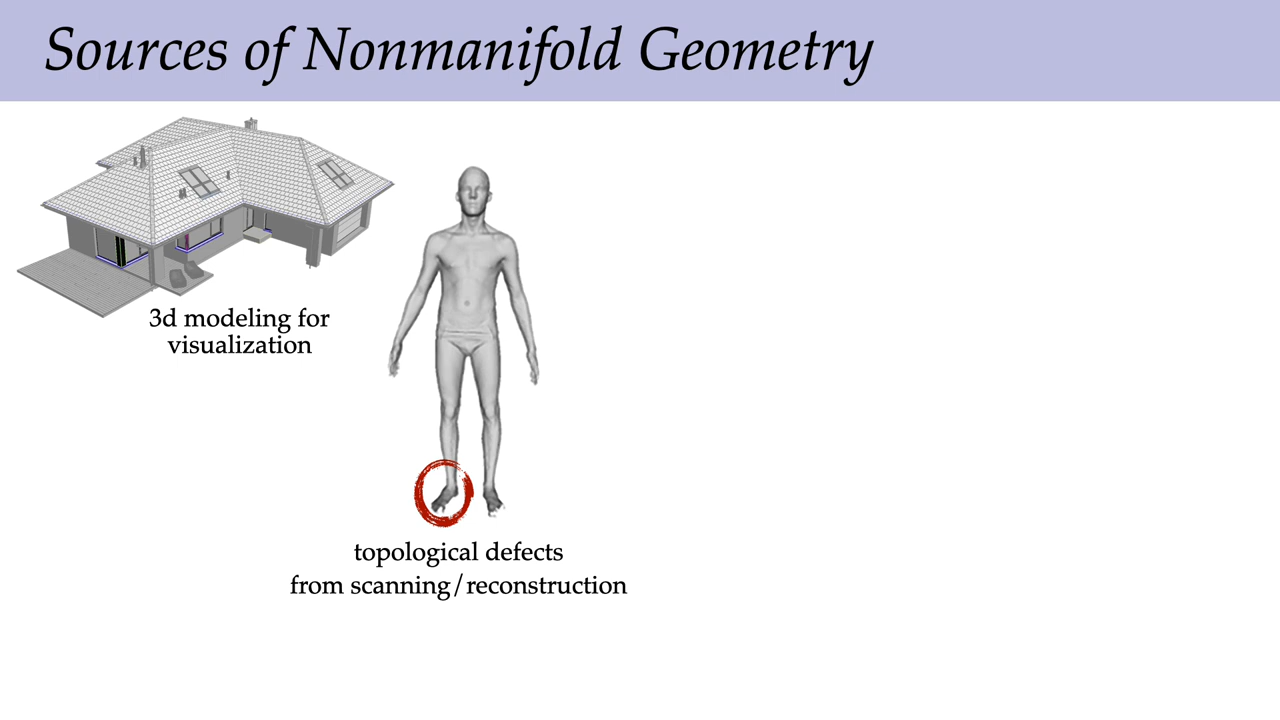 Sources of Nonmanifold Geometry
3d modeling for
visualization
topological defects
from scanning/reconstruction